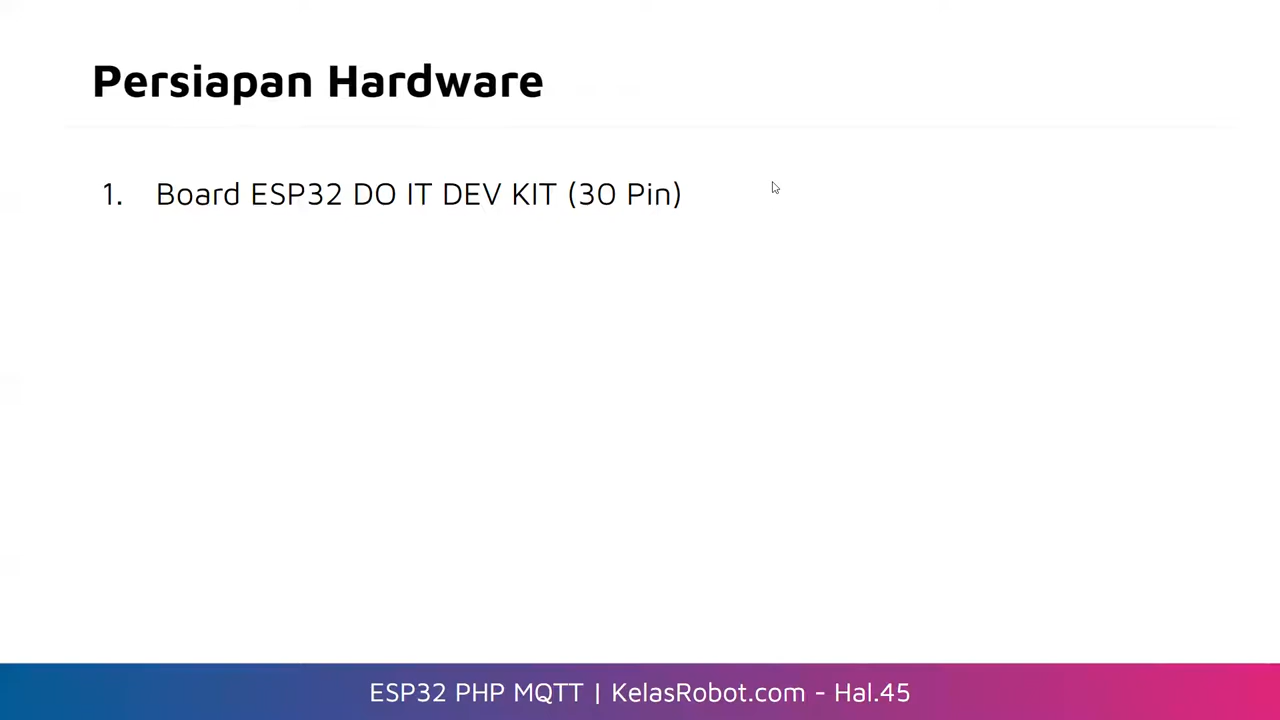 Persiapan Hardware
1. Board ESP32 DO IT DEV KIT (30 Pin)
ESP32 PHP MQTT | KelasRobot.com - Hal.45